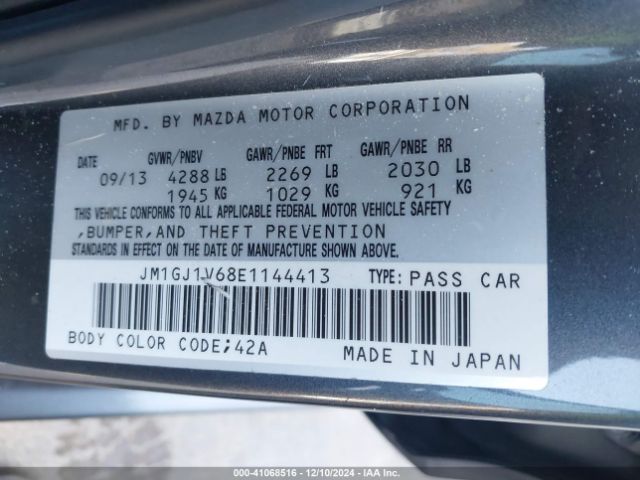 MFD. BY MAZDA MOTOR CORPORATION
DATE GVWR/PNBV GAWR/PNBE FRT GAWR/PNBE RR
09/13 4288 LB 2269 LB 2030 LB
1945 KG 1029 KG 921 KG
THIS VEHICLE CONFORMS TO ALL APPLICABLE FEDERAL MOTOR VEHICLE SAFETY
,BUMPER,AND THEFT PREVENTION
STANDARDS IN EFFECT ON THE DATE OF MANUFACTURE SHOWN ABOVE.
JM1GJ1V68E1144413 TYPE: PASS CAR
BODY COLOR CODE;42A MADE IN JAPAN
000-41068516 - 12/10/2024 - IAA Inc.